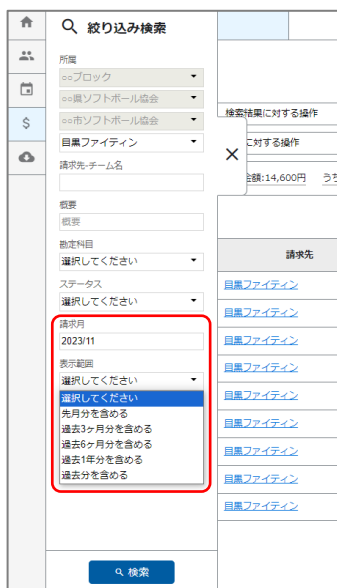 絞り込み検索
所属
○○ブロック
○○県ソフトボール協会
○○市ソフトボール協会
目黒ファイティン
請求先-チーム名
概要
概要
勘定科目
選択してください
ステータス
選択してください
請求月
2023/11
表示範囲
選択してください
選択してください
先月分を含める
過去3ヶ月分を含める
過去6ヶ月分を含める
過去1年分を含める
過去分を含める
検索
検索結果に対する操作
に対する操作
金額:14,600円 うち
請求先
目黒ファイティン
目黒ファイティン
目黒ファイティン
目黒ファイティン
目黒ファイティン
目黒ファイティン
目黒ファイティン
目黒ファイティン
目黒ファイティン